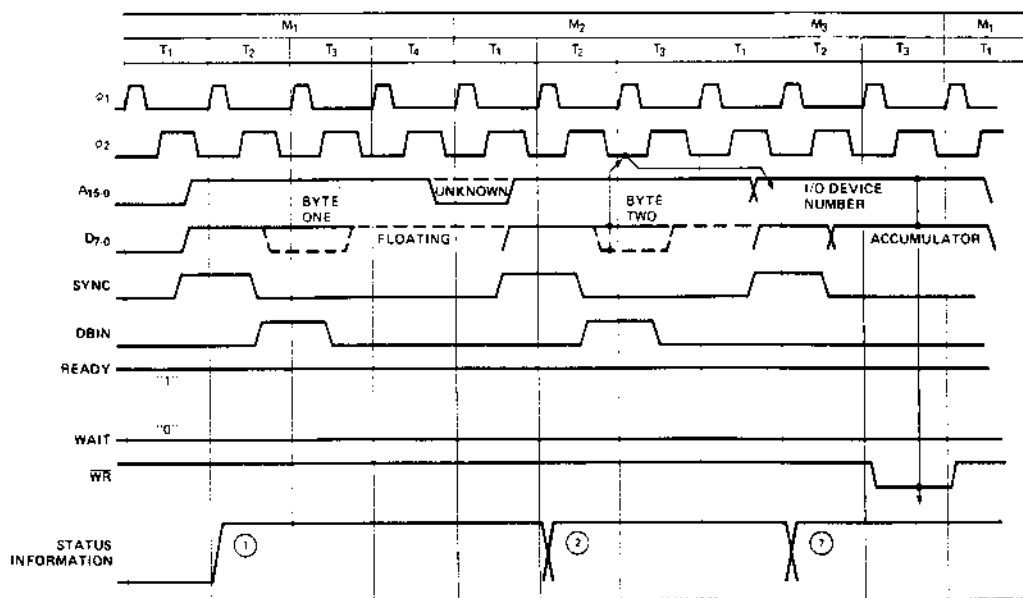 M1 M2 M3 M1
T1 T2 T3 T4 T1 T2 T3 T1 T2 T3 T1
φ1
φ2
A15-0 UNKNOWN I/O DEVICE
BYTE BYTE NUMBER
ONE TWO
D7-0 FLOATING ACCUMULATOR
SYNC
DBIN
READY
"1"
"0"
WAIT
WR
STATUS 1 2 7
INFORMATION